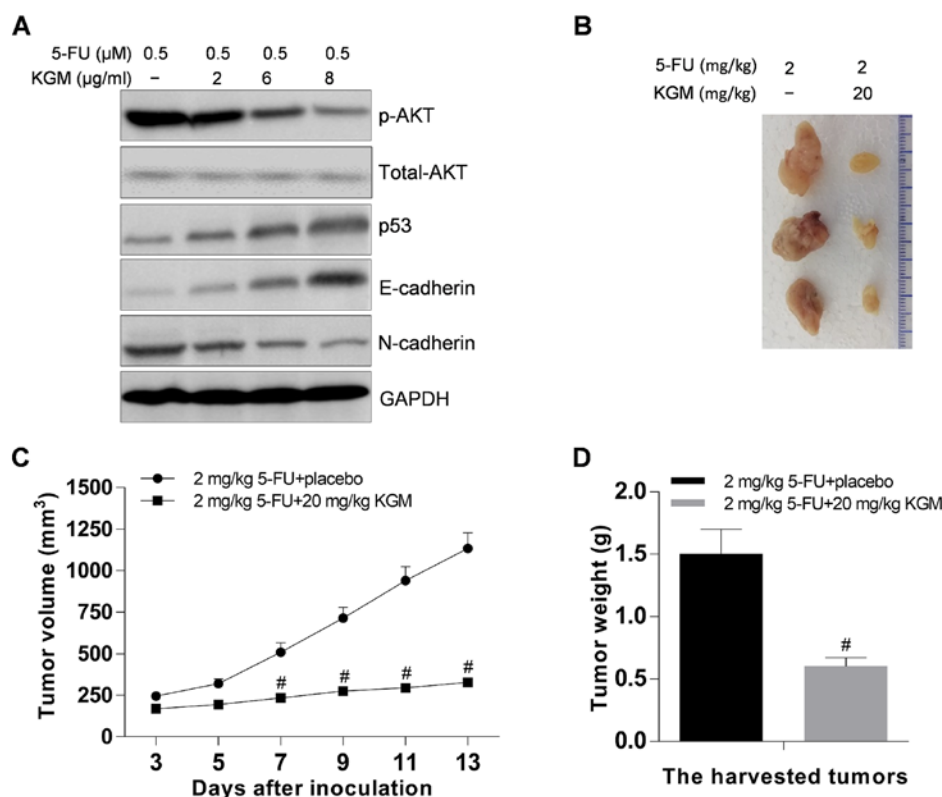 A
5-FU (μM) 0.5 0.5 0.5 0.5
KGM (μg/ml) – 2 6 8
p-AKT
Total-AKT
p53
E-cadherin
N-cadherin
GAPDH
B
5-FU (mg/kg) 2 2
KGM (mg/kg) – 20
C
2 mg/kg 5-FU+placebo
2 mg/kg 5-FU+20 mg/kg KGM
Tumor volume (mm³)
1500
1250
1000
750
500
250
0
# # # #
3 5 7 9 11 13
Days after inoculation
D
2 mg/kg 5-FU+placebo
2 mg/kg 5-FU+20 mg/kg KGM
Tumor weight (g)
2.0
1.5
1.0
0.5
0.0
#
The harvested tumors